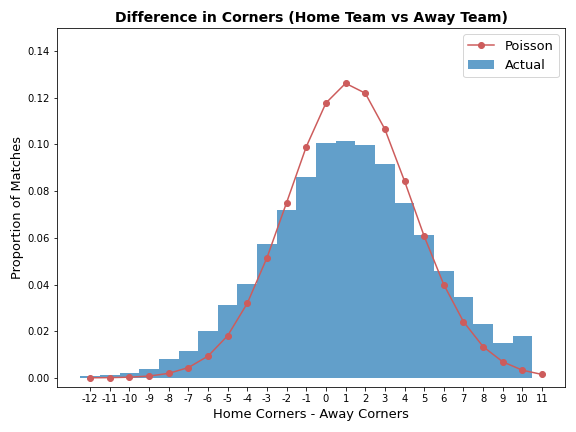 Difference in Corners (Home Team vs Away Team)
Poisson
Actual
Proportion of Matches
0.14
0.12
0.10
0.08
0.06
0.04
0.02
0.00
-12 -11 -10 -9 -8 -7 -6 -5 -4 -3 -2 -1 0 1 2 3 4 5 6 7 8 9 10 11
Home Corners - Away Corners